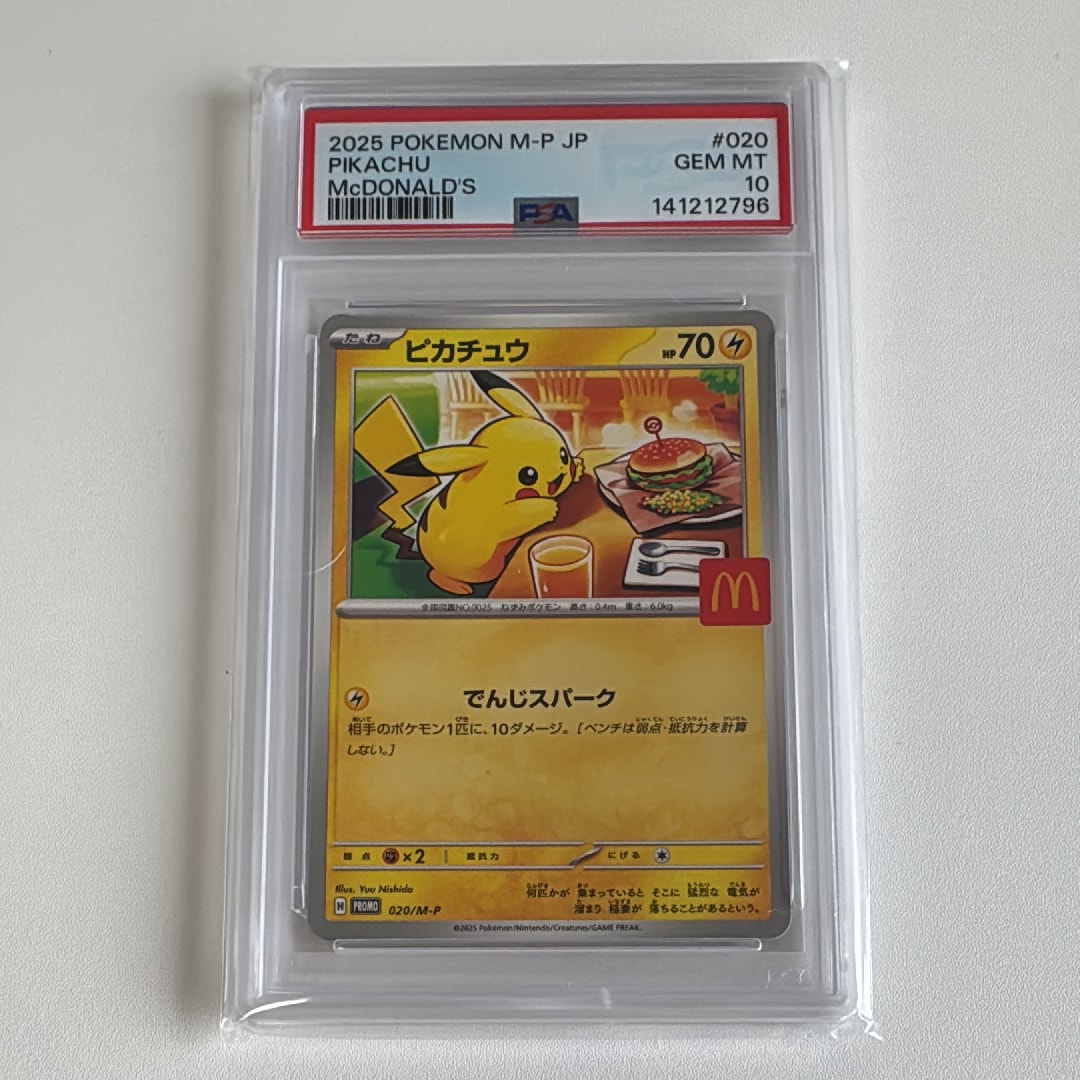 2025 POKEMON M-P JP #020
PIKACHU GEM MT
McDONALD'S 10
PSA 141212796
たね ピカチュウ HP70
全国図鑑NO.0025 ねずみポケモン 高さ:0.4m 重さ:6.0kg
でんじスパーク
相手のポケモン1匹に、10ダメージ。[ベンチは弱点・抵抗力を計算
しない。]
弱点 ×2 抵抗力 にげる
Illus. Yuu Nishida
何匹かが 集まっていると そこに 猛烈な 電気が
溜まり 稲妻が 落ちることがあるという。
H PROMO 020/M-P
©2025 Pokémon/Nintendo/Creatures/GAME FREAK.